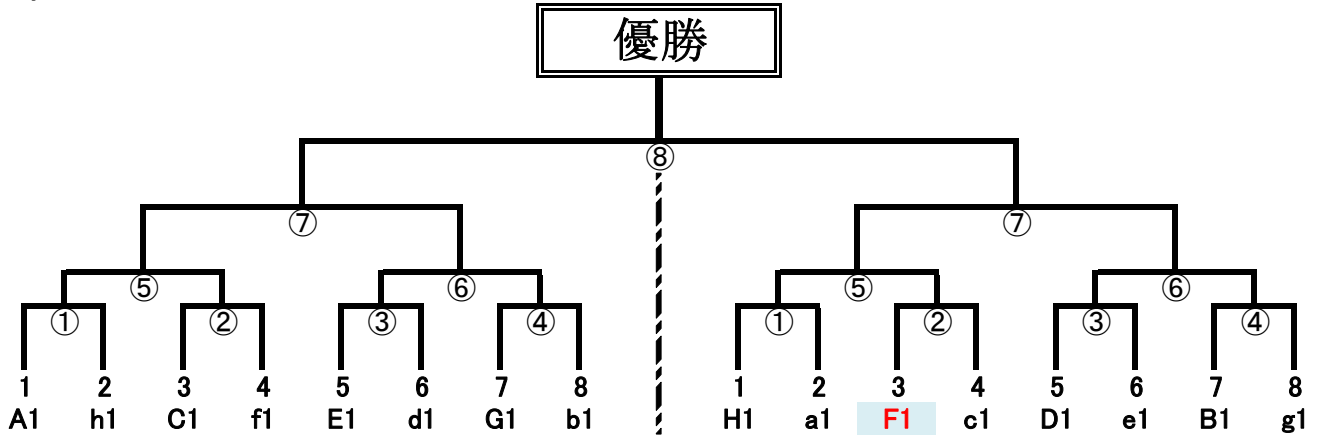 優勝
⑧
⑦ ⑦
⑤ ⑥ ⑤ ⑥
① ② ③ ④ ① ② ③ ④
1 2 3 4 5 6 7 8 1 2 3 4 5 6 7 8
A1 h1 C1 f1 E1 d1 G1 b1 H1 a1 F1 c1 D1 e1 B1 g1